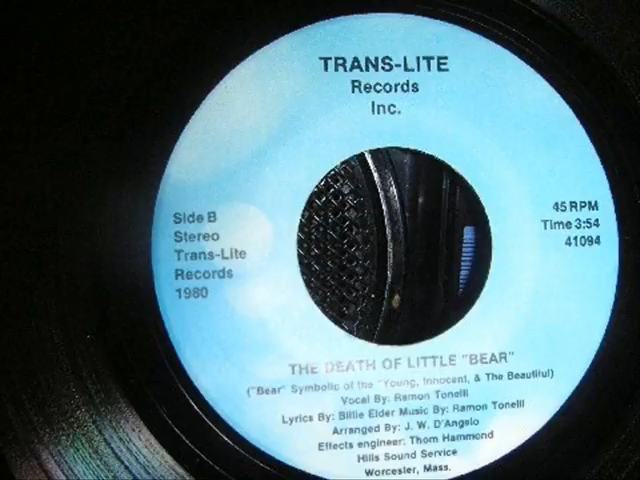 TRANS-LITE
Records
Inc.
Side B
Stereo
Trans-Lite
Records
1980
45 RPM
Time 3:54
41094
THE DEATH OF LITTLE "BEAR"
("Bear" Symbolic of the "Young, Innocent, & The Beautiful)
Vocal By: Ramon Tonelli
Lyrics By: Billie Elder Music By: Ramon Tonelli
Arranged By: J. W. D'Angelo
Effects engineer: Thom Hammond
Hills Sound Service
Worcester, Mass.